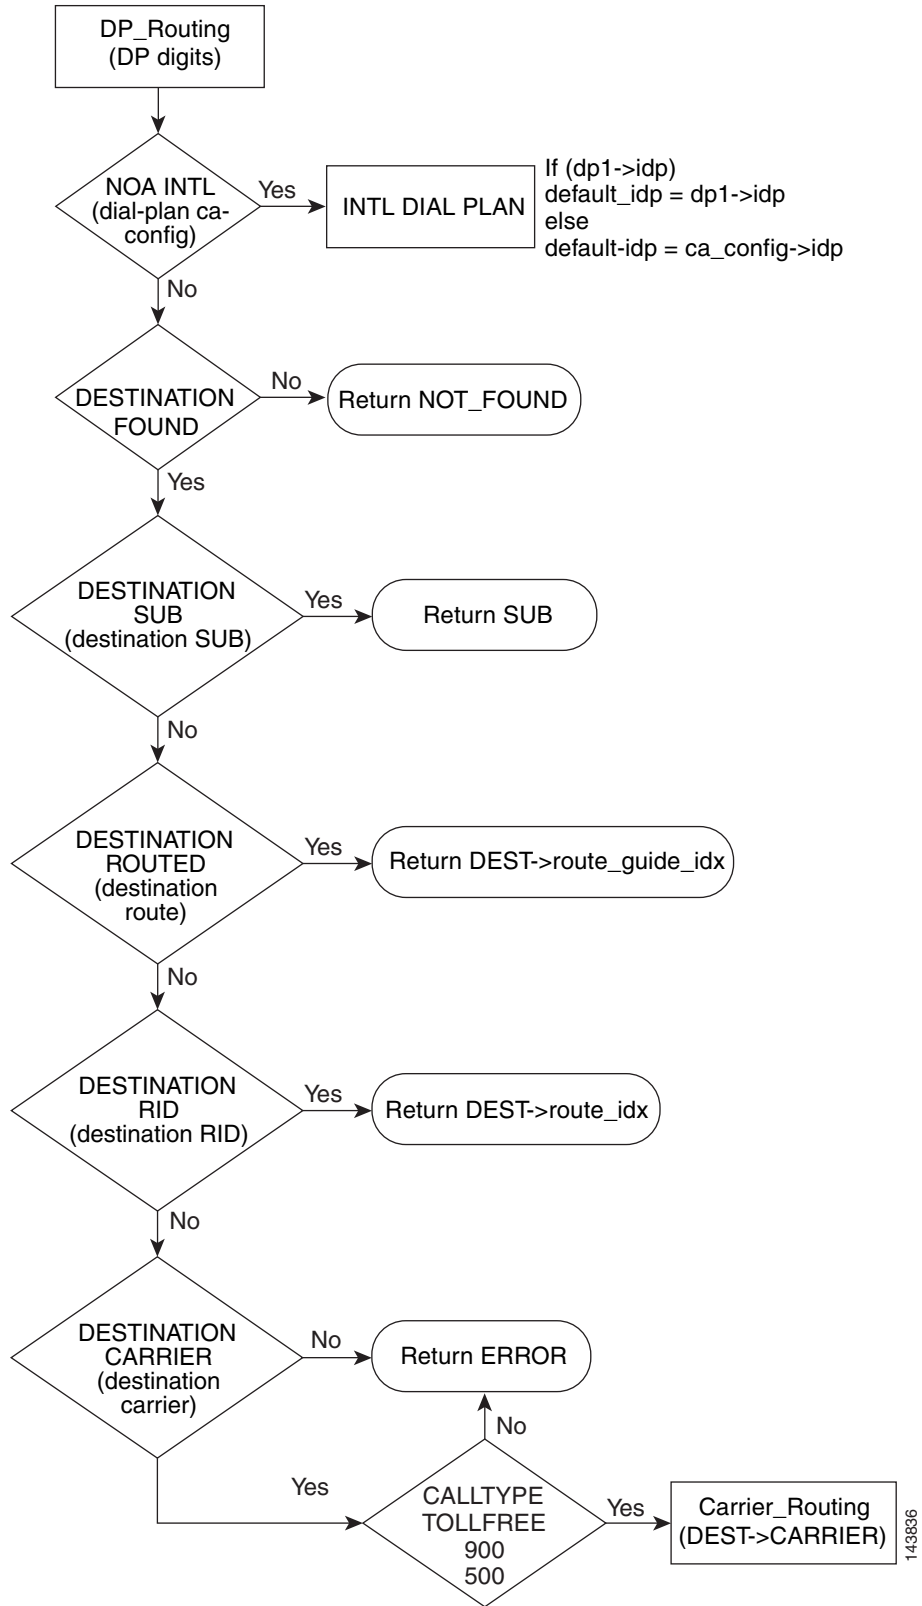 DP_Routing
(DP digits)
NOA INTL
(dial-plan ca-
config)
Yes
INTL DIAL PLAN
If (dp1->idp)
default_idp = dp1->idp
else
default-idp = ca_config->idp
No
DESTINATION
FOUND
No
Return NOT_FOUND
Yes
DESTINATION
SUB
(destination SUB)
Yes
Return SUB
No
DESTINATION
ROUTED
(destination
route)
Yes
Return DEST->route_guide_idx
No
DESTINATION
RID
(destination RID)
Yes
Return DEST->route_idx
No
DESTINATION
CARRIER
(destination
carrier)
No
Return ERROR
No
Yes
CALLTYPE
TOLLFREE
900
500
Yes
Carrier_Routing
(DEST->CARRIER)
143836